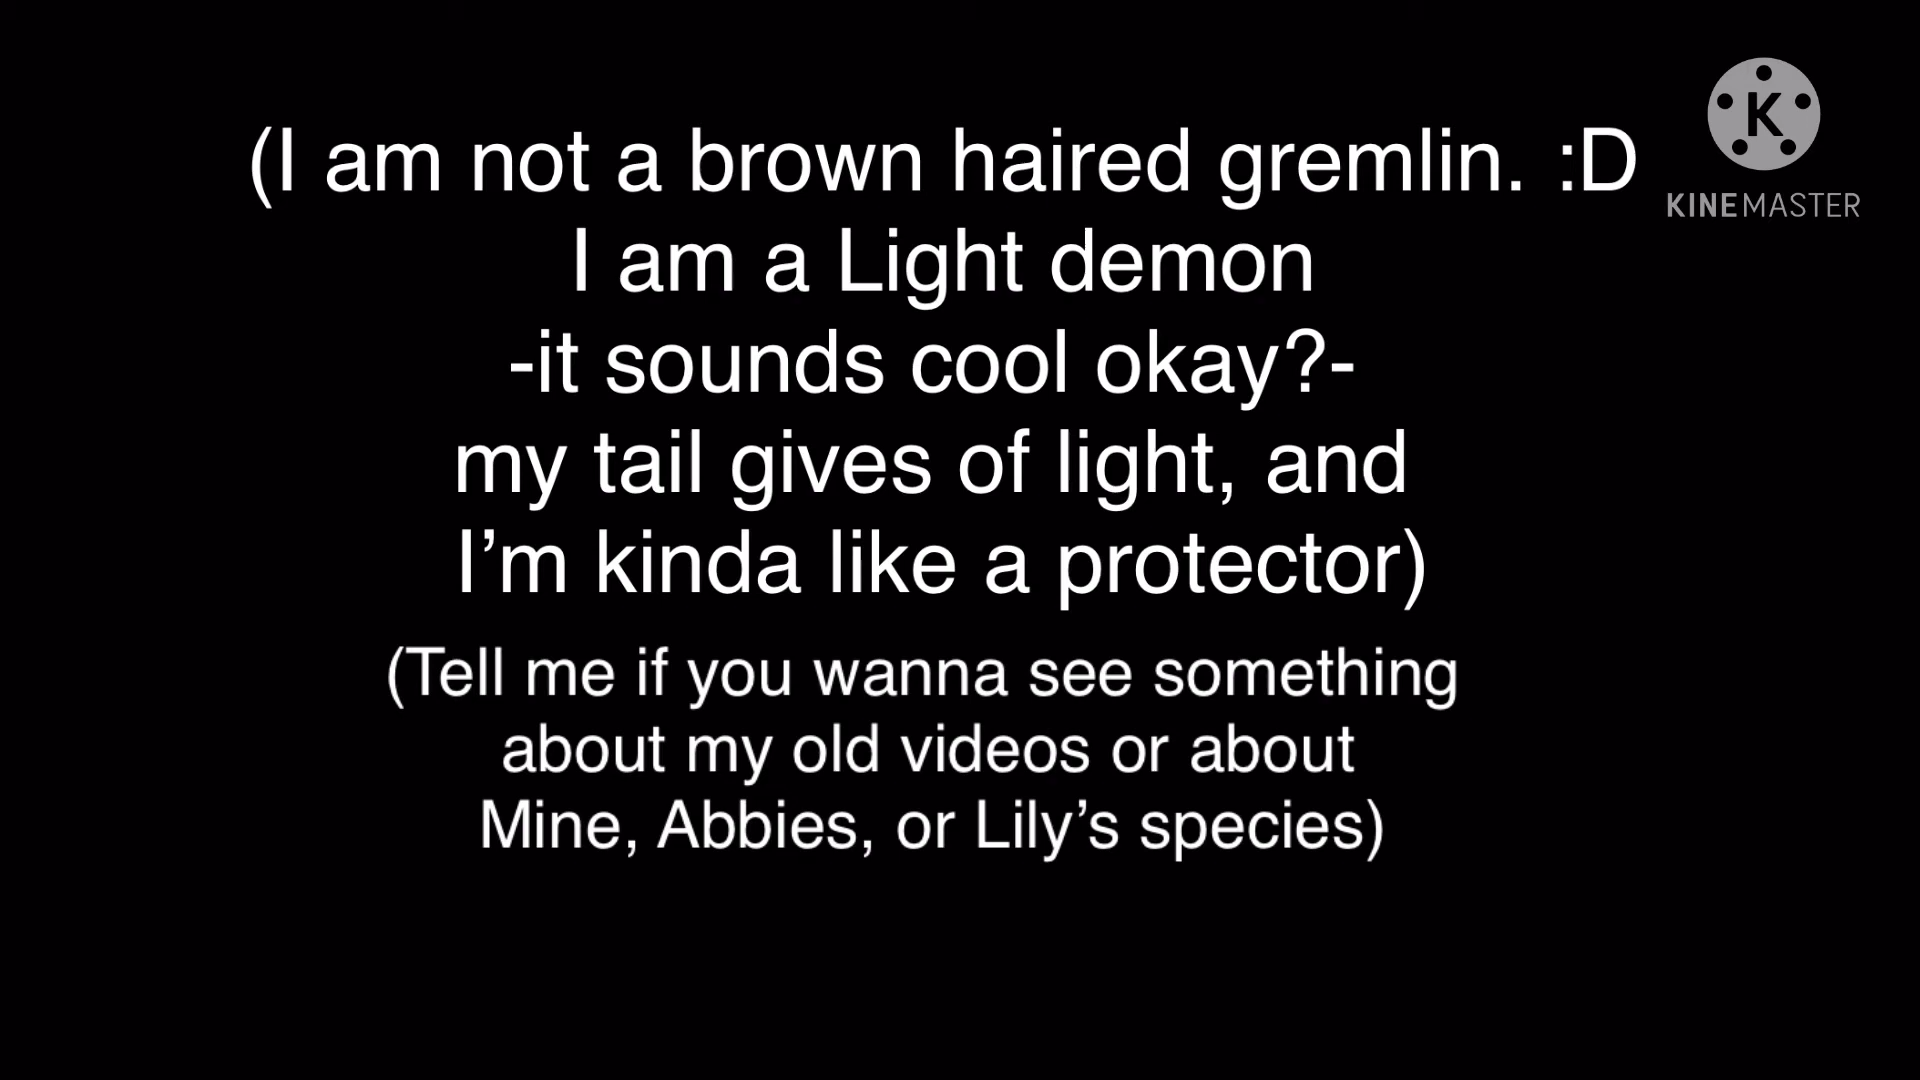 (I am not a brown haired gremlin. :D
I am a Light demon
-it sounds cool okay?-
my tail gives of light, and
I’m kinda like a protector)
(Tell me if you wanna see something
about my old videos or about
Mine, Abbies, or Lily’s species)
K
KINEMASTER